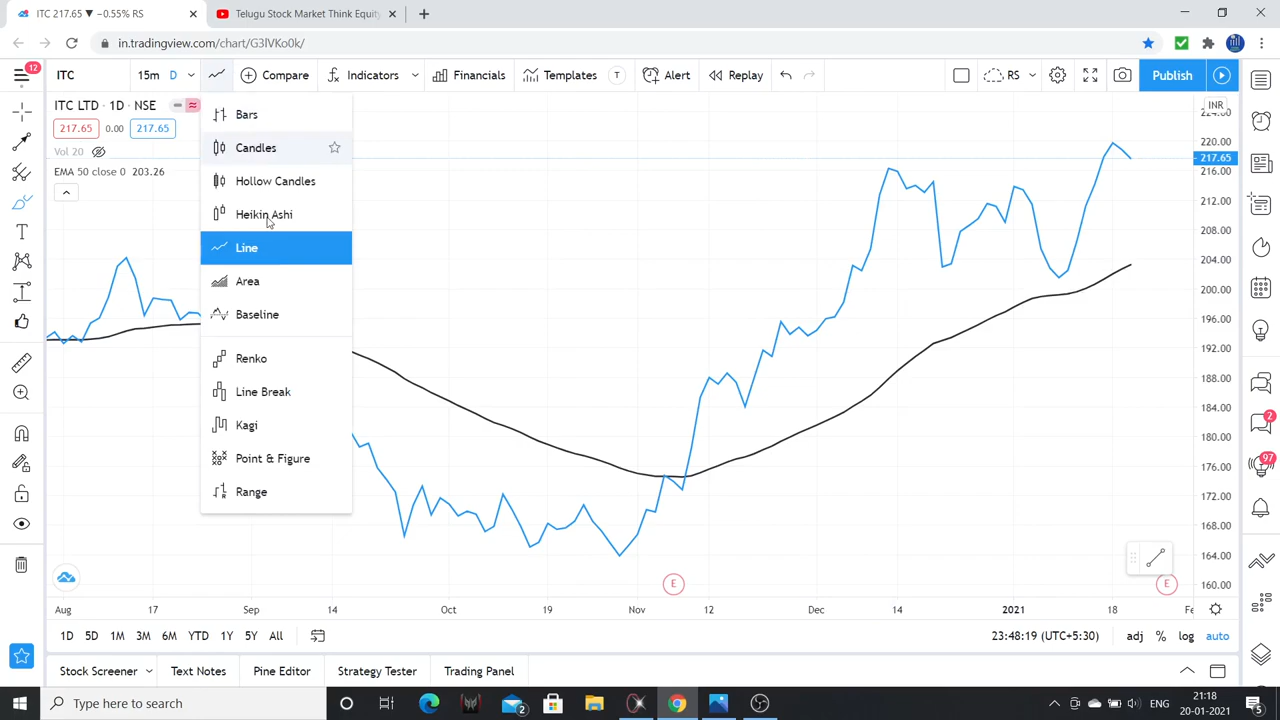 ITC 217.65 ▼ −0.55% RS
Telugu Stock Market Think Equity
in.tradingview.com/chart/G3lVKo0k/
12
ITC
15m
D
Compare
Indicators
Financials
Templates
T
Alert
Replay
RS
Publish
ITC LTD · 1D · NSE
217.65
0.00
217.65
Vol 20
EMA 50 close 0 203.26
Bars
Candles
Hollow Candles
Heikin Ashi
Line
Area
Baseline
Renko
Line Break
Kagi
Point & Figure
Range
INR
224.00
220.00
217.65
216.00
212.00
208.00
204.00
200.00
196.00
192.00
188.00
184.00
180.00
176.00
172.00
168.00
164.00
160.00
E
E
Aug
17
Sep
14
Oct
19
Nov
12
Dec
14
2021
18
Fe
1D
5D
1M
3M
6M
YTD
1Y
5Y
All
23:48:19 (UTC+5:30)
adj
%
log
auto
Stock Screener
Text Notes
Pine Editor
Strategy Tester
Trading Panel
2
97
Type here to search
2
ENG
21:18
20-01-2021
5